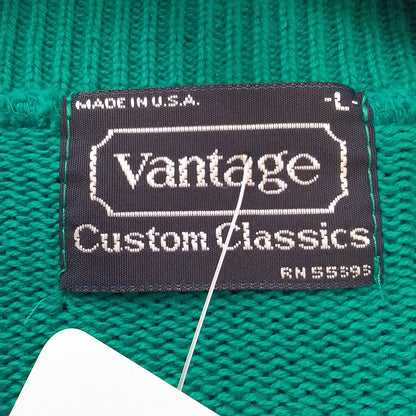 MADE IN U.S.A. -L-
Vantage
Custom Classics
RN 55393